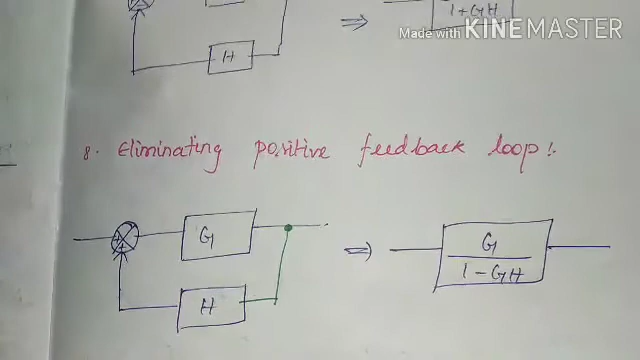 1+GH
Made with KINEMASTER
H
⇒
8. Eliminating positive feedback loop:
G
⇒
G
1-GH
+
+
H